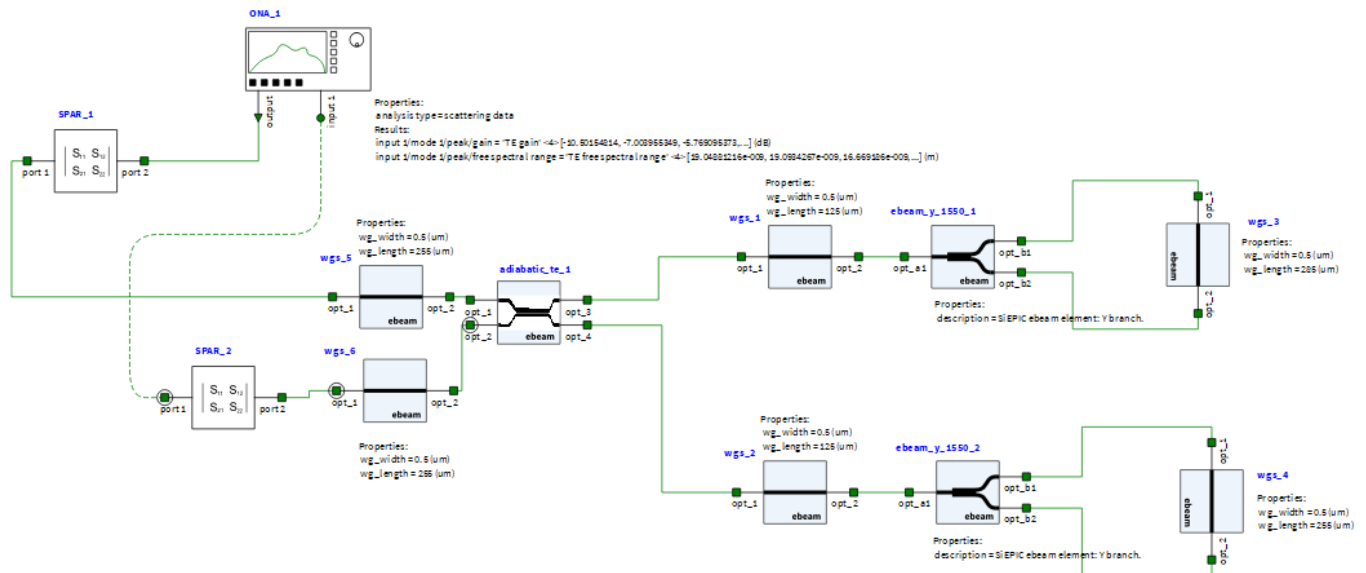 ONA_1
output
input 1
Properties:
analysis type = scattering data
Results:
input 1/mode 1/peak/gain = 'TE gain' <4>[-10.50154814, -7.003955349, -5.769095373,...] (dB)
input 1/mode 1/peak/free spectral range = 'TE free spectral range' <4>[19.04881216e-009, 19.0984267e-009, 16.669186e-009,...] (m)
SPAR_1
S11 S12
S21 S22
port 1
port 2
Properties:
wg_width = 0.5 (um)
wg_length = 255 (um)
wgs_5
opt_1
opt_2
ebeam
adiabatic_te_1
opt_1
opt_2
opt_3
opt_4
ebeam
SPAR_2
S11 S12
S21 S22
port 1
port 2
wgs_6
opt_1
opt_2
ebeam
Properties:
wg_width = 0.5 (um)
wg_length = 255 (um)
Properties:
wg_width = 0.5 (um)
wg_length = 125 (um)
wgs_1
opt_1
opt_2
ebeam
ebeam_y_1550_1
opt_a1
opt_b1
opt_b2
ebeam
Properties:
description = SiEPIC ebeam element: Y branch.
wgs_3
opt_1
opt_2
ebeam
Properties:
wg_width = 0.5 (um)
wg_length = 285 (um)
Properties:
wg_width = 0.5 (um)
wg_length = 125 (um)
wgs_2
opt_1
opt_2
ebeam
ebeam_y_1550_2
opt_a1
opt_b1
opt_b2
ebeam
Properties:
description = SiEPIC ebeam element: Y branch.
wgs_4
opt_1
opt_2
ebeam
Properties:
wg_width = 0.5 (um)
wg_length = 255 (um)